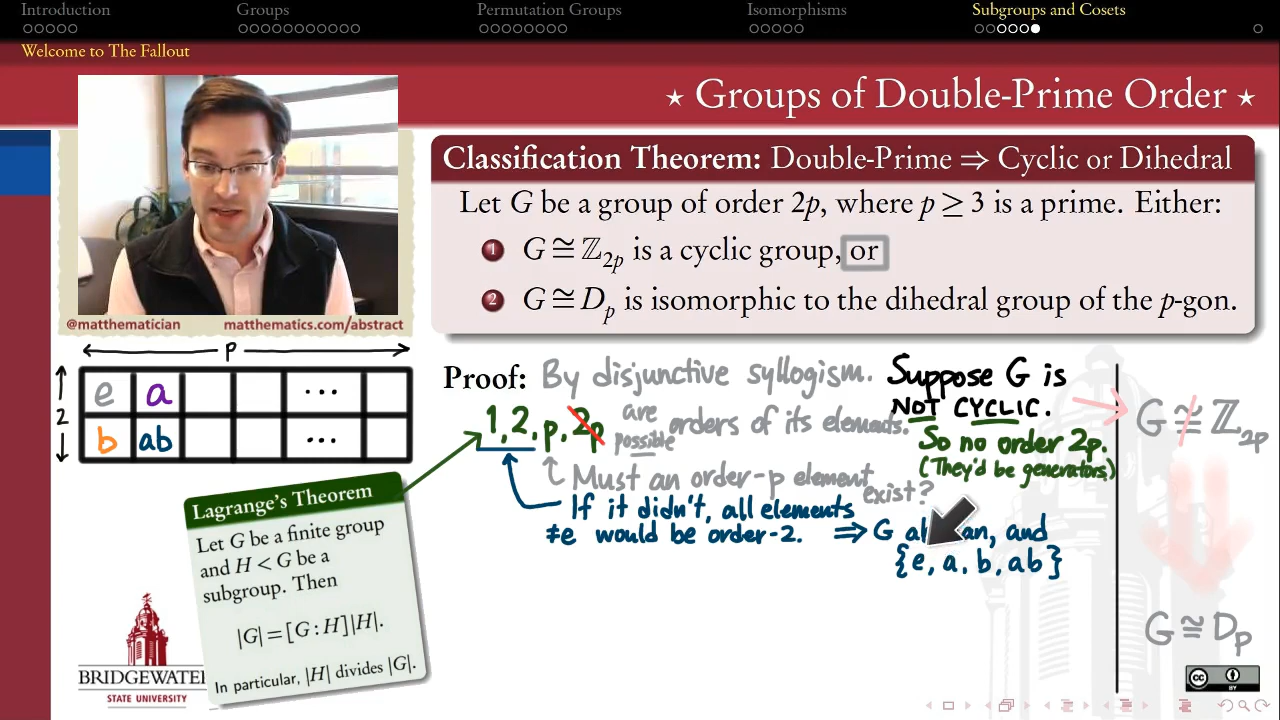 Introduction
Groups
Permutation Groups
Isomorphisms
Subgroups and Cosets
Welcome to The Fallout
⋆ Groups of Double-Prime Order ⋆
Classification Theorem: Double-Prime ⇒ Cyclic or Dihedral
Let G be a group of order 2p, where p ≥ 3 is a prime. Either:
1 G ≅ ℤ₂ₚ is a cyclic group, or
2 G ≅ Dₚ is isomorphic to the dihedral group of the p-gon.
@matthematician matthematics.com/abstract
p
2
e a ...
b ab ...
Proof: By disjunctive syllogism.
1, 2, p, 2p are possible orders of its elements.
Must an order-p element exist?
If it didn't, all elements
≠e would be order-2. ⇒ G an, and
{e, a, b, ab}
Suppose G is
NOT CYCLIC.
So no order 2p.
(They'd be generators)
G ≇ ℤ₂ₚ
G ≅ Dₚ
Lagrange's Theorem
Let G be a finite group
and H < G be a
subgroup. Then
|G| = [G : H]|H|.
In particular, |H| divides |G|.
BRIDGEWATER
STATE UNIVERSITY
CC BY